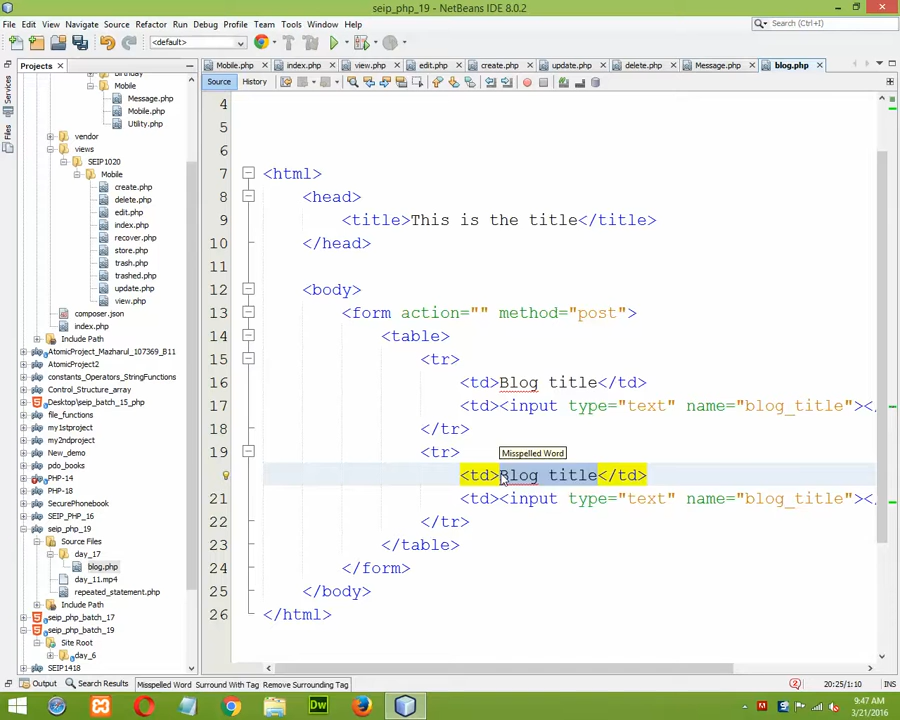 seip_php_19 - NetBeans IDE 8.0.2
File Edit View Navigate Source Refactor Run Debug Profile Team Tools Window Help
<default>
Search (Ctrl+I)
Projects
Mobile.php index.php view.php edit.php create.php update.php delete.php Message.php blog.php
Source History
Services
Files
Birthday
Mobile
Message.php
Mobile.php
Utility.php
vendor
views
SEIP1020
Mobile
create.php
delete.php
edit.php
index.php
recover.php
store.php
trash.php
trashed.php
update.php
view.php
composer.json
index.php
Include Path
AtomicProject_Mazharul_107369_B11
AtomicProject2
constants_Operators_StringFunctions
Control_Structure_array
Desktop\seip_batch_15_php
file_functions
my1stproject
my2ndproject
New_demo
pdo_books
PHP-14
PHP-18
SecurePhonebook
SEIP_PHP_16
seip_php_19
Source Files
day_17
blog.php
day_11.mp4
repeated_statement.php
Include Path
seip_php_batch_17
seip_php_batch_19
Site Root
day_6
SEIP1418
4
5
6
7 <html>
8 <head>
9 <title>This is the title</title>
10 </head>
11
12 <body>
13 <form action="" method="post">
14 <table>
15 <tr>
16 <td>Blog title</td>
17 <td><input type="text" name="blog_title"></
18 </tr>
19 <tr>
Misspelled Word
<td>Blog title</td>
21 <td><input type="text" name="blog_title"></
22 </tr>
23 </table>
24 </form>
25 </body>
26 </html>
Output Search Results Misspelled Word Surround With Tag Remove Surrounding Tag
2 20:25/1:10 INS
Dw
9:47 AM
3/21/2016